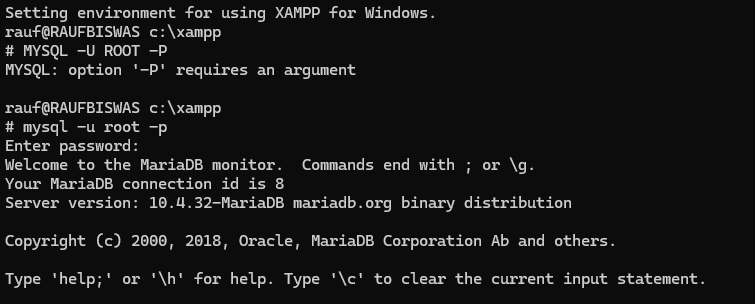 Setting environment for using XAMPP for Windows.
rauf@RAUFBISWAS c:\xampp
# MYSQL -U ROOT -P
MYSQL: option '-P' requires an argument
rauf@RAUFBISWAS c:\xampp
# mysql -u root -p
Enter password:
Welcome to the MariaDB monitor.  Commands end with ; or \g.
Your MariaDB connection id is 8
Server version: 10.4.32-MariaDB mariadb.org binary distribution
Copyright (c) 2000, 2018, Oracle, MariaDB Corporation Ab and others.
Type 'help;' or '\h' for help. Type '\c' to clear the current input statement.